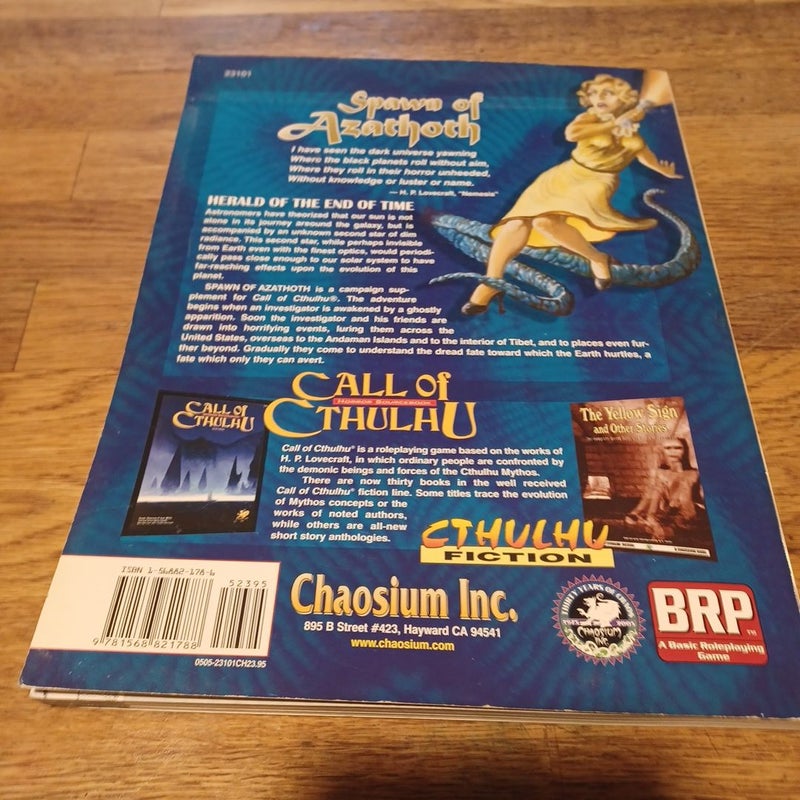 23101
Spawn of
Azathoth
I have seen the dark universe yawning
Where the black planets roll without aim,
Where they roll in their horror unheeded,
Without knowledge or luster or name.
— H. P. Lovecraft, "Nemesis"
HERALD OF THE END OF TIME
Astronomers have theorized that our sun is not
alone in its journey around the galaxy, but is
accompanied by an unknown second star of dim
radiance. This second star, while perhaps invisible
from Earth even with the finest optics, would periodi-
cally pass close enough to our solar system to have
far-reaching effects upon the evolution of this
planet.
SPAWN OF AZATHOTH is a campaign sup-
plement for Call of Cthulhu®. The adventure
begins when an investigator is awakened by a ghostly
apparition. Soon the investigator and his friends are
drawn into horrifying events, luring them across the
United States, overseas to the Andaman Islands and to the interior of Tibet, and to places even fur-
ther beyond. Gradually they come to understand the dread fate toward which the Earth hurtles, a
fate which only they can avert.
CALL OF
HORROR SOURCEBOOK
CTHULHU
CALL OF
CTHULHU
The Yellow Sign
and Other Stories
Call of Cthulhu® is a roleplaying game based on the works of
H. P. Lovecraft, in which ordinary people are confronted by
the demonic beings and forces of the Cthulhu Mythos.
There are now thirty books in the well received
Call of Cthulhu® fiction line. Some titles trace the evolution
of Mythos concepts or the
works of noted authors,
while others are all-new
short story anthologies.
CTHULHU
FICTION
ISBN 1-56882-178-6
52395
9 781568 821788
0505-23101CH23.95
Chaosium Inc.
895 B Street #423, Hayward CA 94541
www.chaosium.com
THIRTY YEARS OF
CHAOSIUM
INC
BRP™
A Basic Roleplaying
Game